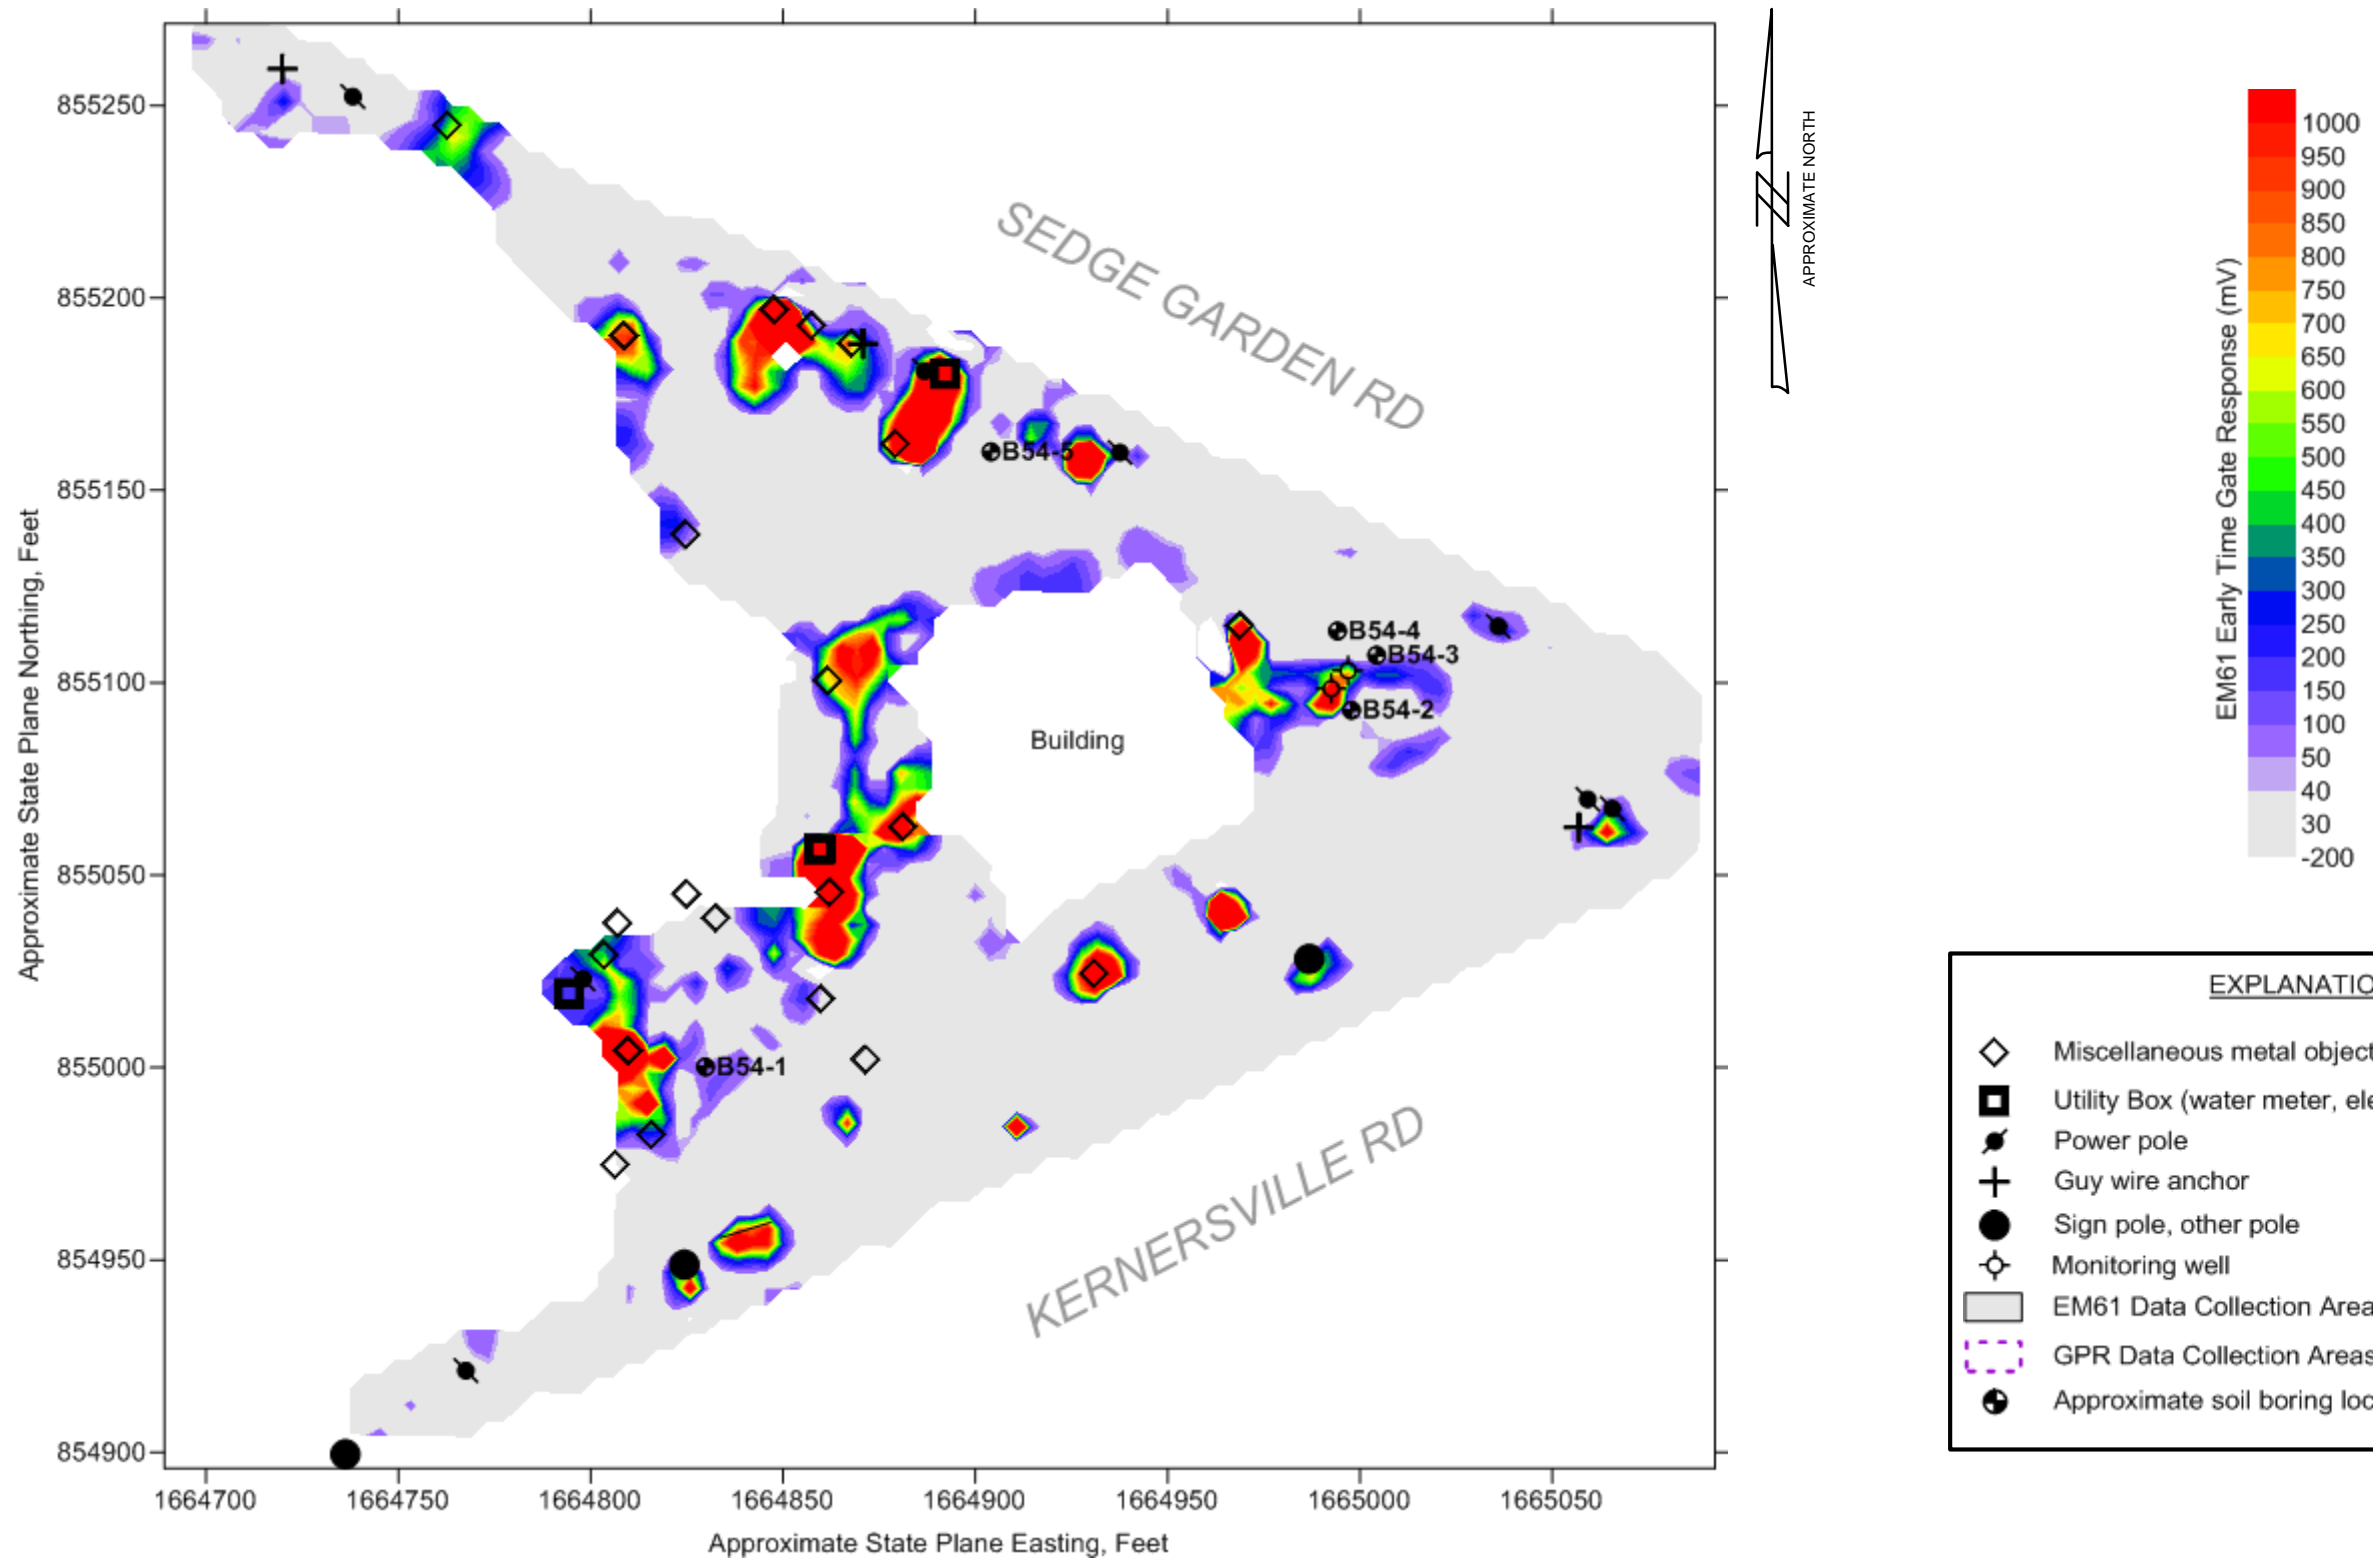 855250
855200
855150
855100
855050
855000
854950
854900
Approximate State Plane Northing, Feet
1664700
1664750
1664800
1664850
1664900
1664950
1665000
1665050
Approximate State Plane Easting, Feet
SEDGE GARDEN RD
KERNERSVILLE RD
Building
B54-5
B54-4
B54-3
B54-2
B54-1
N
APPROXIMATE NORTH
EM61 Early Time Gate Response (mV)
1000
950
900
850
800
750
700
650
600
550
500
450
400
350
300
250
200
150
100
50
40
30
-200
EXPLANATIO
Miscellaneous metal object
Utility Box (water meter, ele
Power pole
Guy wire anchor
Sign pole, other pole
Monitoring well
EM61 Data Collection Area
GPR Data Collection Areas
Approximate soil boring loc